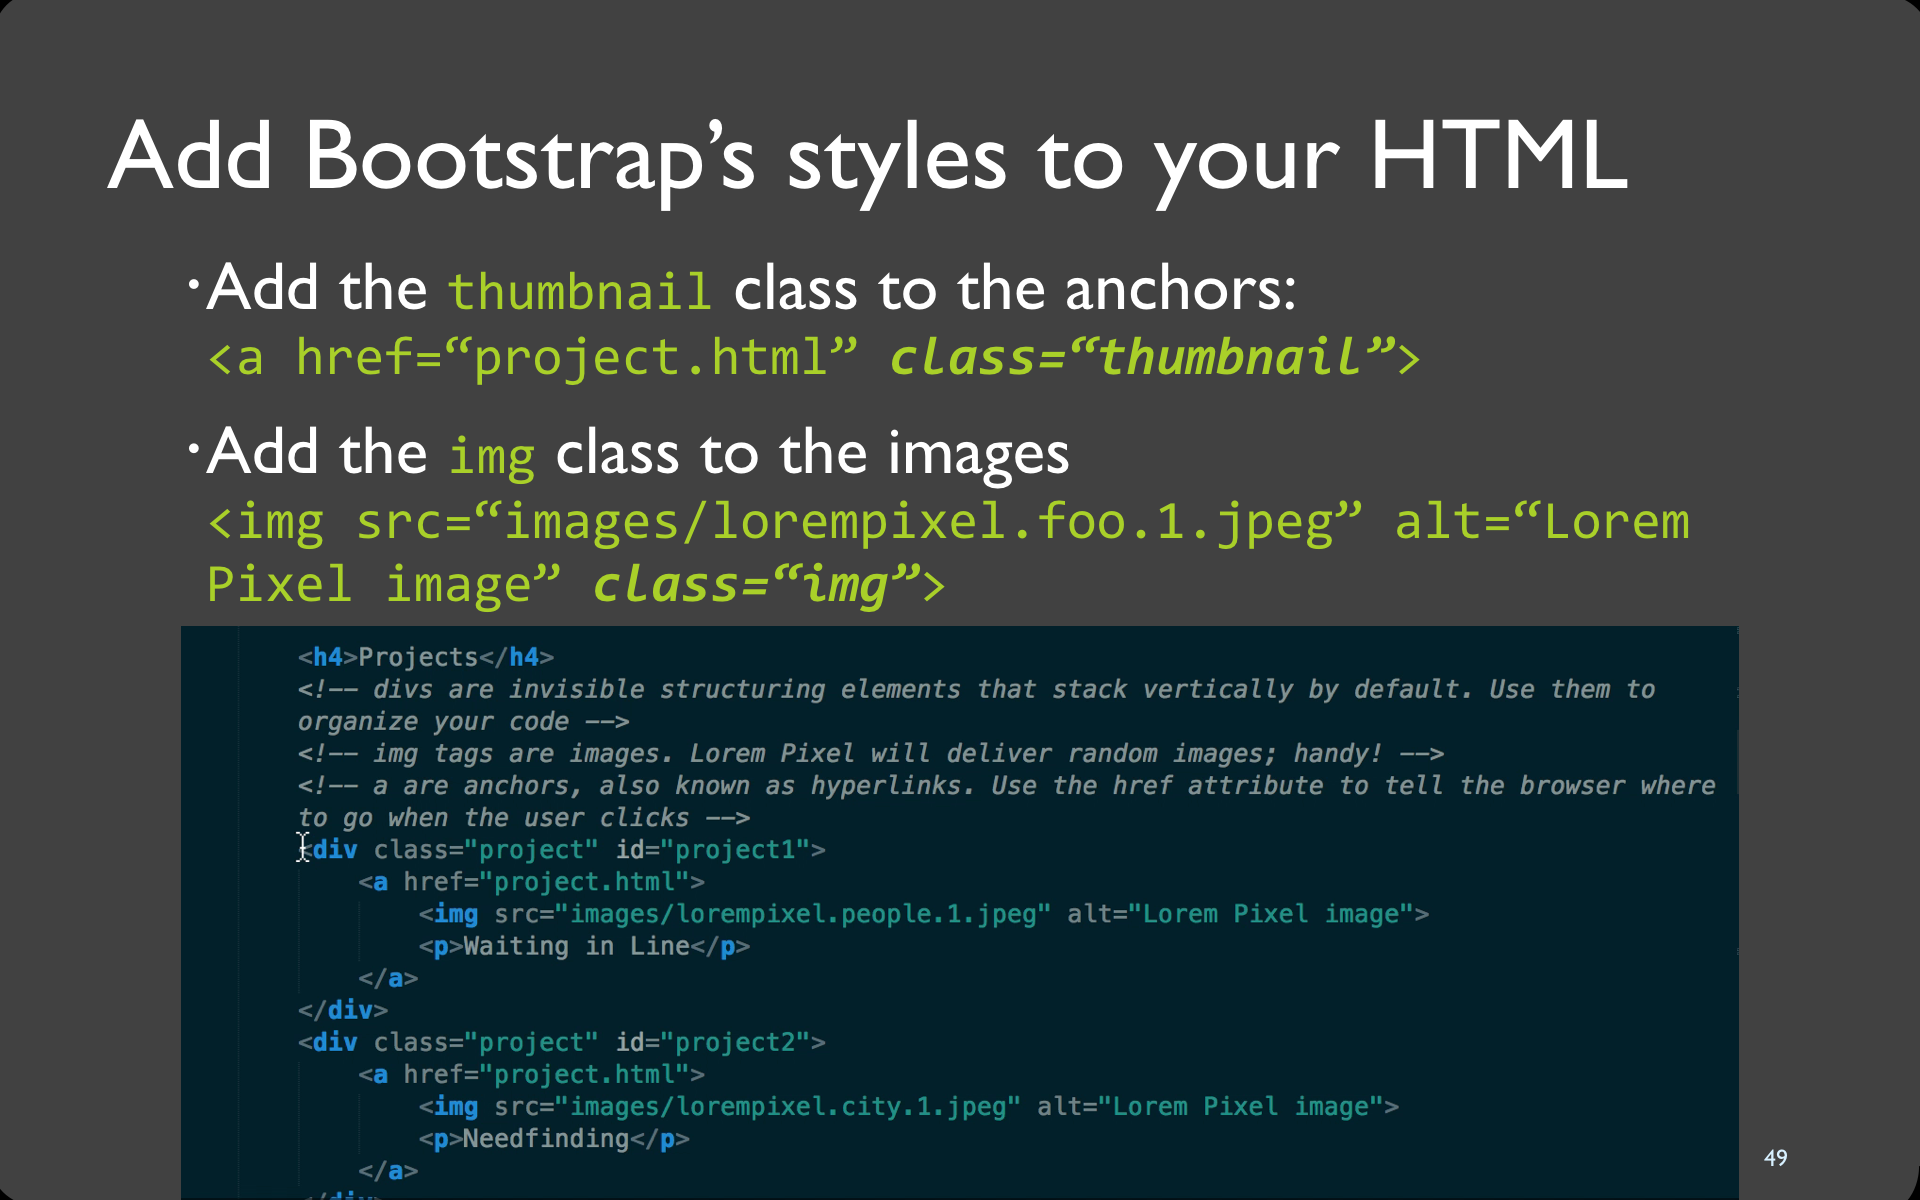 Add Bootstrap’s styles to your HTML
•Add the thumbnail class to the anchors:
<a href=“project.html” class=“thumbnail”>
•Add the img class to the images
<img src=“images/lorempixel.foo.1.jpeg” alt=“Lorem
Pixel image” class=“img”>
<h4>Projects</h4>
<!-- divs are invisible structuring elements that stack vertically by default. Use them to
organize your code -->
<!-- img tags are images. Lorem Pixel will deliver random images; handy! -->
<!-- a are anchors, also known as hyperlinks. Use the href attribute to tell the browser where
to go when the user clicks -->
<div class="project" id="project1">
<a href="project.html">
<img src="images/lorempixel.people.1.jpeg" alt="Lorem Pixel image">
<p>Waiting in Line</p>
</a>
</div>
<div class="project" id="project2">
<a href="project.html">
<img src="images/lorempixel.city.1.jpeg" alt="Lorem Pixel image">
<p>Needfinding</p>
</a>
49